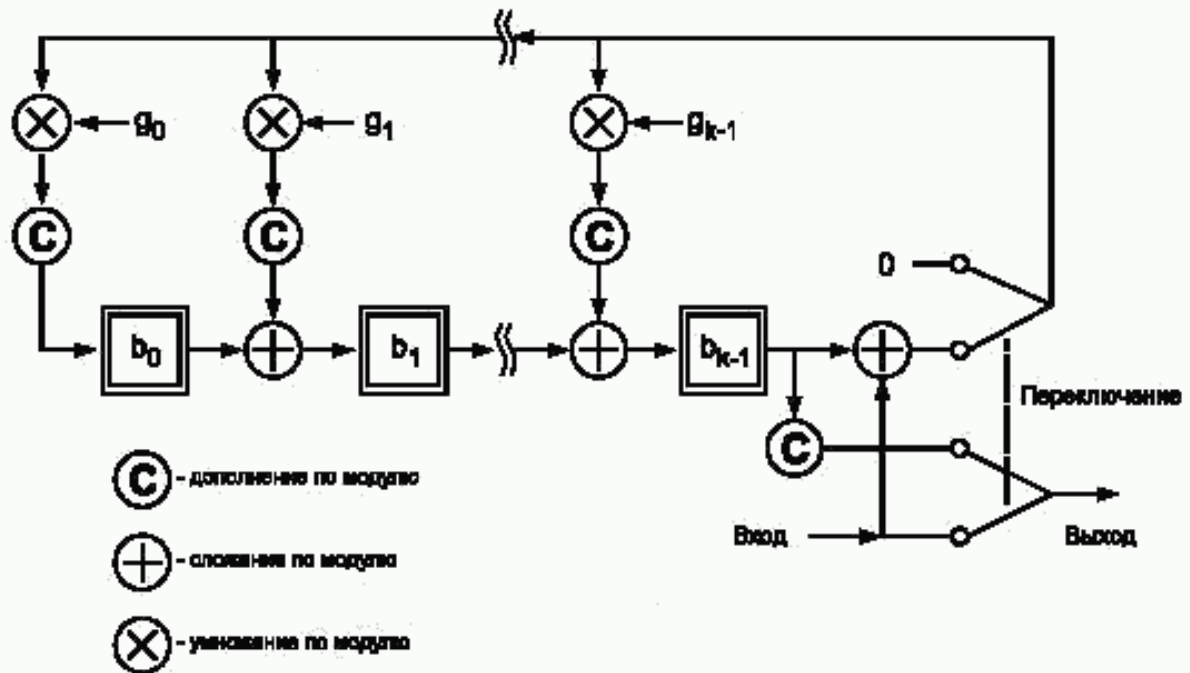 g₀
g₁
gₖ₋₁
C
C
C
0
b₀
b₁
bₖ₋₁
Переключение
C
C - дополнение по модулю
Вход
Выход
- сложение по модулю
- умножение по модулю